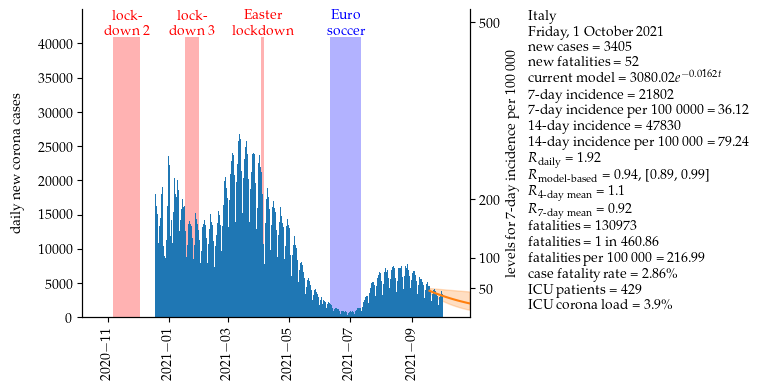 lock-
down 2
lock-
down 3
Easter
lockdown
Euro
soccer
daily new corona cases
40000
35000
30000
25000
20000
15000
10000
5000
0
2020−11
2021−01
2021−03
2021−05
2021−07
2021−09
500
200
100
50
levels for 7-day incidence per 100 000
Italy
Friday, 1 October 2021
new cases = 3405
new fatalities = 52
current model = 3080.02e^−0.0162t
7-day incidence = 21802
7-day incidence per 100 0000 = 36.12
14-day incidence = 47830
14-day incidence per 100 000 = 79.24
R daily = 1.92
R model-based = 0.94, [0.89, 0.99]
R 4-day mean = 1.1
R 7-day mean = 0.92
fatalities = 130973
fatalities = 1 in 460.86
fatalities per 100 000 = 216.99
case fatality rate = 2.86%
ICU patients = 429
ICU corona load = 3.9%